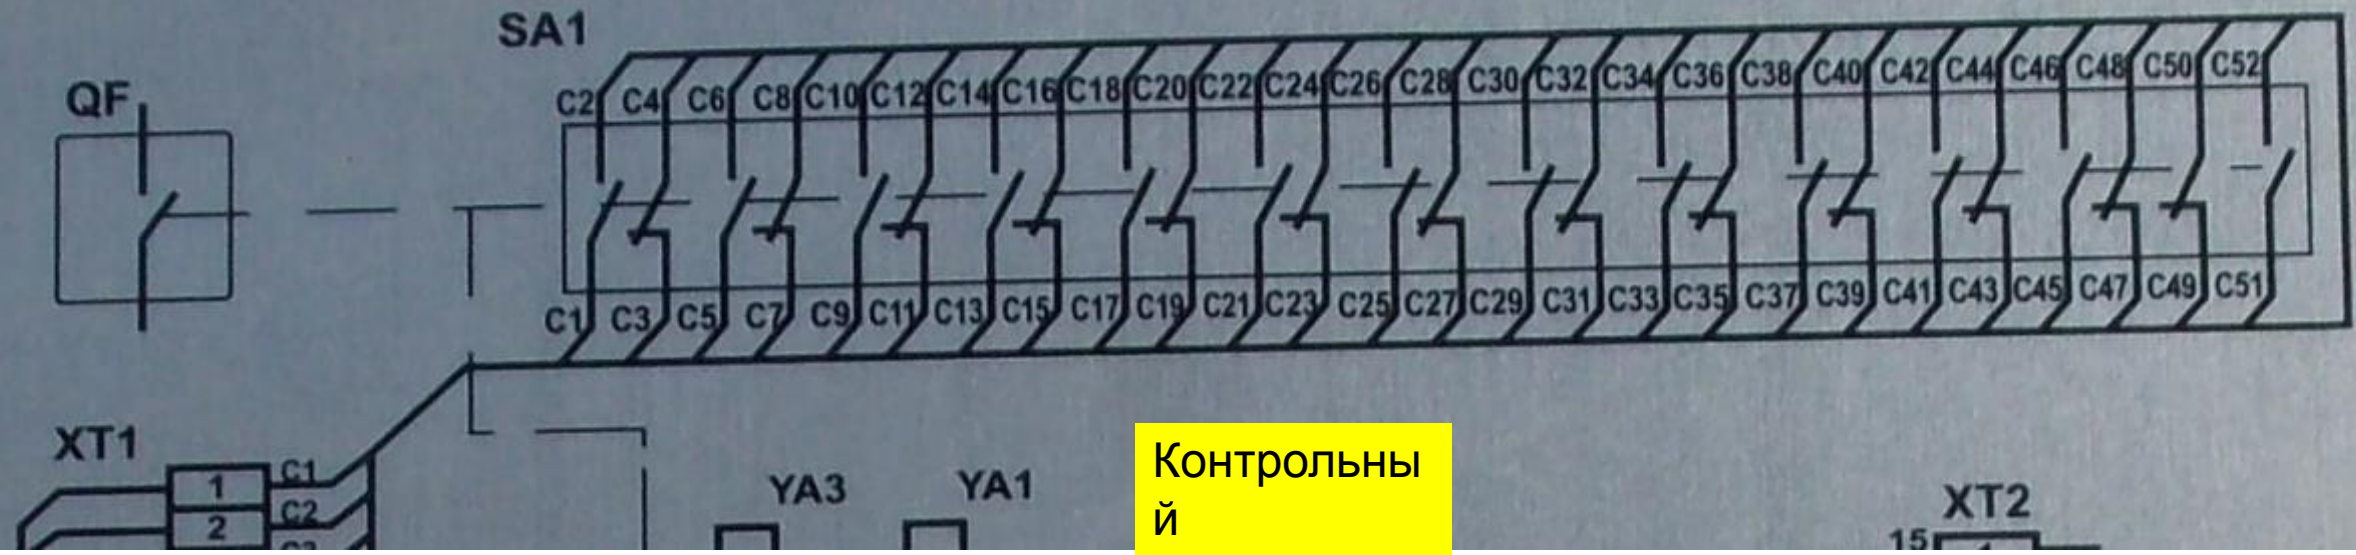 SA1
QF
C2 C4 C6 C8 C10 C12 C14 C16 C18 C20 C22 C24 C26 C28 C30 C32 C34 C36 C38 C40 C42 C44 C46 C48 C50 C52
C1 C3 C5 C7 C9 C11 C13 C15 C17 C19 C21 C23 C25 C27 C29 C31 C33 C35 C37 C39 C41 C43 C45 C47 C49 C51
XT1
1 C1
2 C2
YA3 YA1
Контрольны
й
XT2
15